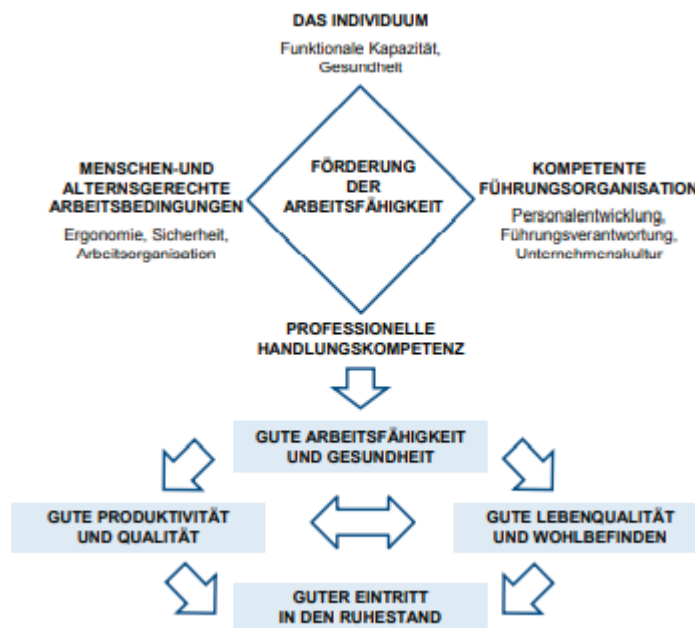 DAS INDIVIDUUM
Funktionale Kapazität,
Gesundheit
MENSCHEN-UND
ALTERNSGERECHTE
ARBEITSBEDINGUNGEN
Ergonomie, Sicherheit,
Arbeitsorganisation
FÖRDERUNG
DER
ARBEITSFÄHIGKEIT
KOMPETENTE
FÜHRUNGSORGANISATION
Personalentwicklung,
Führungsverantwortung,
Unternehmenskultur
PROFESSIONELLE
HANDLUNGSKOMPETENZ
GUTE ARBEITSFÄHIGKEIT
UND GESUNDHEIT
GUTE PRODUKTIVITÄT
UND QUALITÄT
GUTE LEBENQUALITÄT
UND WOHLBEFINDEN
GUTER EINTRITT
IN DEN RUHESTAND